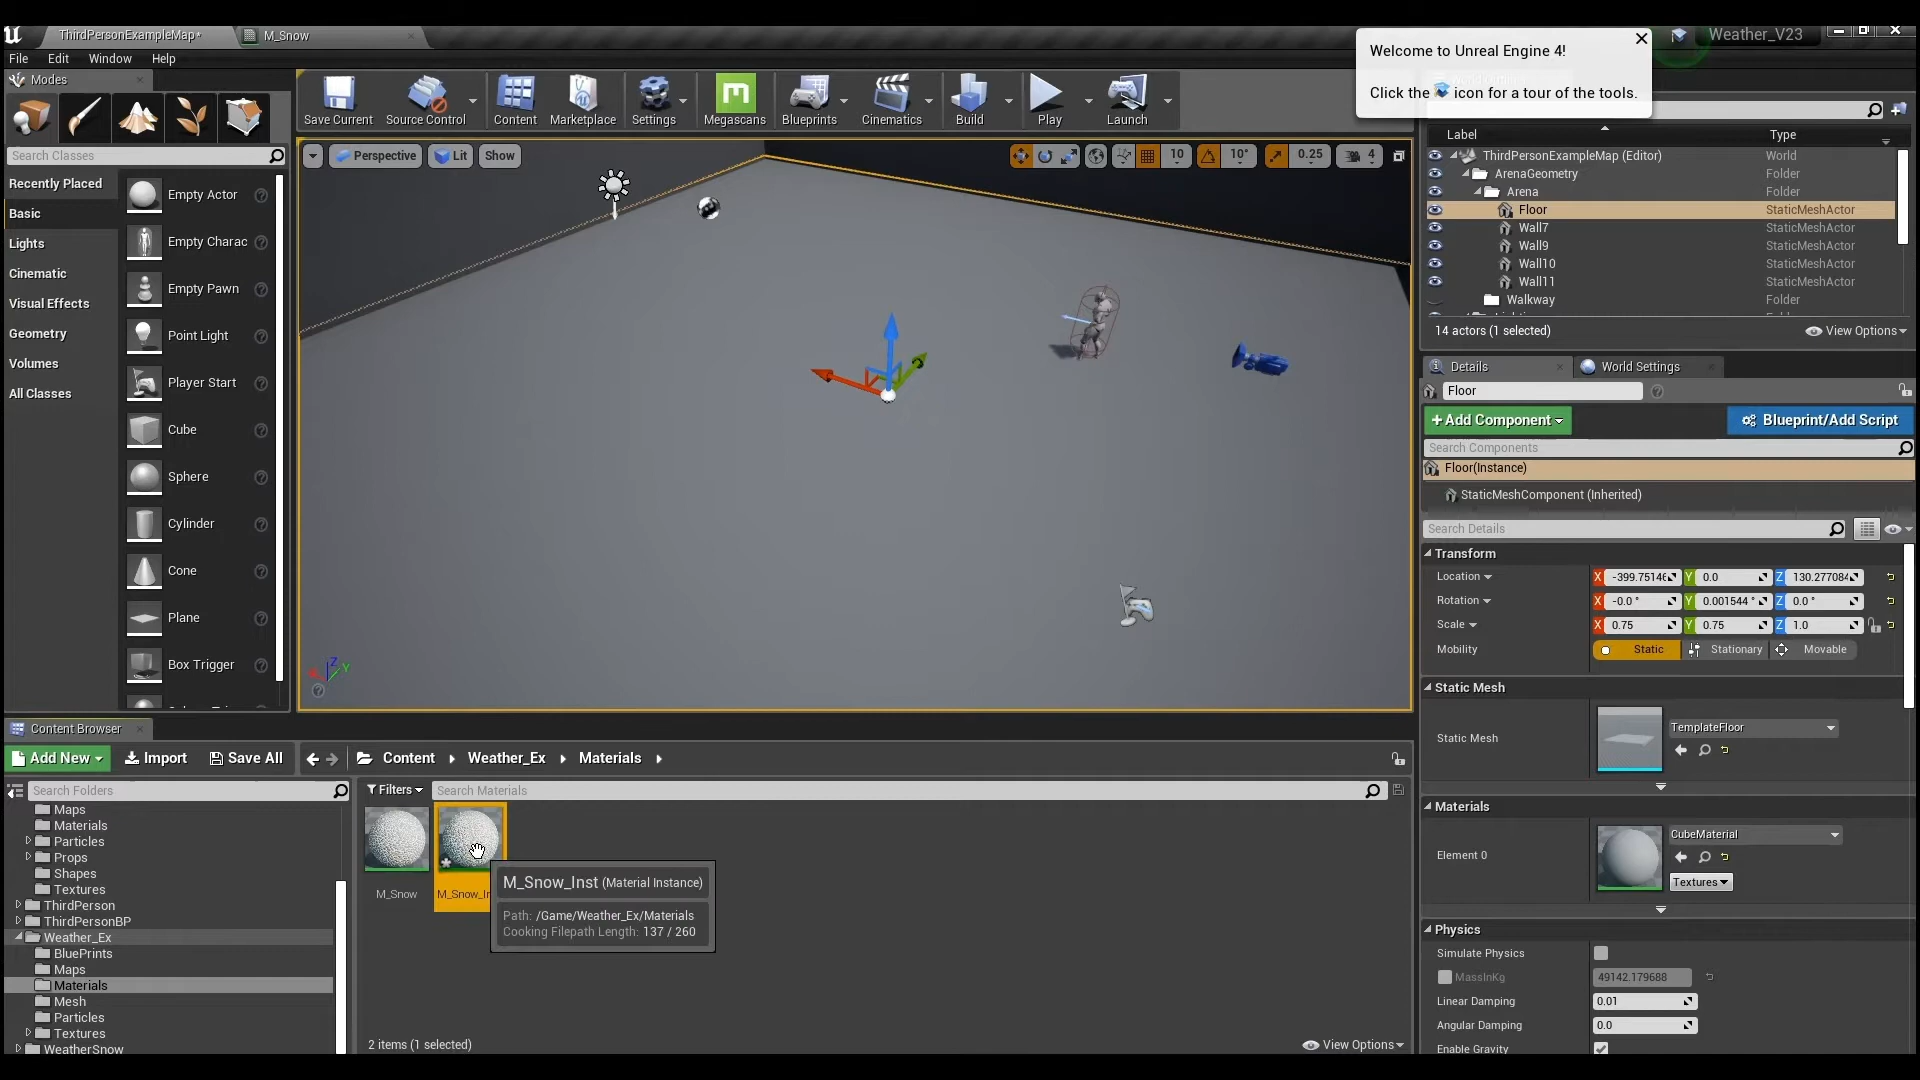 ThirdPersonExampleMap*
M_Snow
Weather_V23
File Edit Window Help
Welcome to Unreal Engine 4!
Click the icon for a tour of the tools.
Modes
Save Current
Source Control
Content
Marketplace
Settings
Megascans
Blueprints
Cinematics
Build
Play
Launch
Search Classes
Recently Placed
Basic
Lights
Cinematic
Visual Effects
Geometry
Volumes
All Classes
Empty Actor
Empty Charac
Empty Pawn
Point Light
Player Start
Cube
Sphere
Cylinder
Cone
Plane
Box Trigger
Perspective
Lit
Show
10
10°
0.25
4
Label Type
ThirdPersonExampleMap (Editor) World
ArenaGeometry Folder
Arena Folder
Floor StaticMeshActor
Wall7 StaticMeshActor
Wall9 StaticMeshActor
Wall10 StaticMeshActor
Wall11 StaticMeshActor
Walkway Folder
14 actors (1 selected)
View Options
Details
World Settings
Floor
+Add Component
Blueprint/Add Script
Search Components
Floor(Instance)
StaticMeshComponent (Inherited)
Search Details
Transform
Location X -399.75146 Y 0.0 Z 130.277084
Rotation X -0.0 ° Y 0.001544 ° Z 0.0 °
Scale X 0.75 Y 0.75 Z 1.0
Mobility Static Stationary Movable
Static Mesh
Static Mesh
TemplateFloor
Materials
Element 0
CubeMaterial
Textures
Physics
Simulate Physics
MassInKg 49142.179688
Linear Damping 0.01
Angular Damping 0.0
Enable Gravity
Z
Y
Content Browser
Add New
Import
Save All
Content
Weather_Ex
Materials
Search Folders
Filters
Search Materials
Maps
Materials
Particles
Props
Shapes
Textures
ThirdPerson
ThirdPersonBP
Weather_Ex
BluePrints
Maps
Materials
Mesh
Particles
Textures
WeatherSnow
M_Snow
M_Snow_In
M_Snow_Inst (Material Instance)
Path: /Game/Weather_Ex/Materials
Cooking Filepath Length: 137 / 260
2 items (1 selected)
View Options